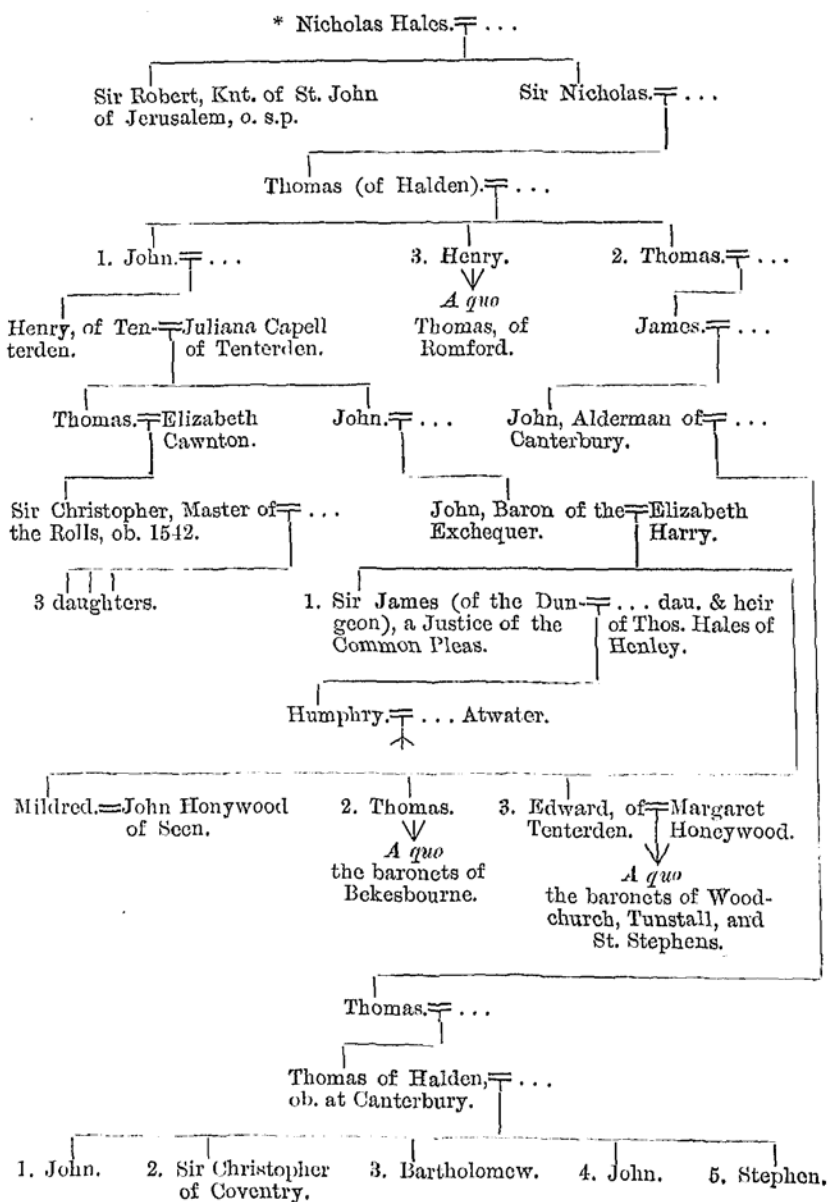 * Nicholas Hales. = ...
Sir Robert, Knt. of St. John
of Jerusalem, o. s.p.
Sir Nicholas. = ...
Thomas (of Halden). = ...
1. John. = ...
3. Henry.
A quo
Thomas, of
Romford.
2. Thomas. = ...
Henry, of Ten-
terden.
= Juliana Capell
of Tenterden.
James. = ...
Thomas. = Elizabeth
Cawnton.
John. = ...
John, Alderman of = ...
Canterbury.
Sir Christopher, Master of = ...
the Rolls, ob. 1542.
John, Baron of the
Exchequer.
= Elizabeth
Harry.
3 daughters.
1. Sir James (of the Dun-
geon), a Justice of the
Common Pleas.
= ... dau. & heir
of Thos. Hales of
Henley.
Humphry. = ... Atwater.
Mildred. = John Honywood
of Seen.
2. Thomas.
A quo
the baronets of
Bekesbourne.
3. Edward, of
Tenterden.
= Margaret
Honeywood.
A quo
the baronets of Wood-
church, Tunstall, and
St. Stephens.
Thomas. = ...
Thomas of Halden, = ...
ob. at Canterbury.
1. John.
2. Sir Christopher
of Coventry.
3. Bartholomew.
4. John.
5. Stephen.